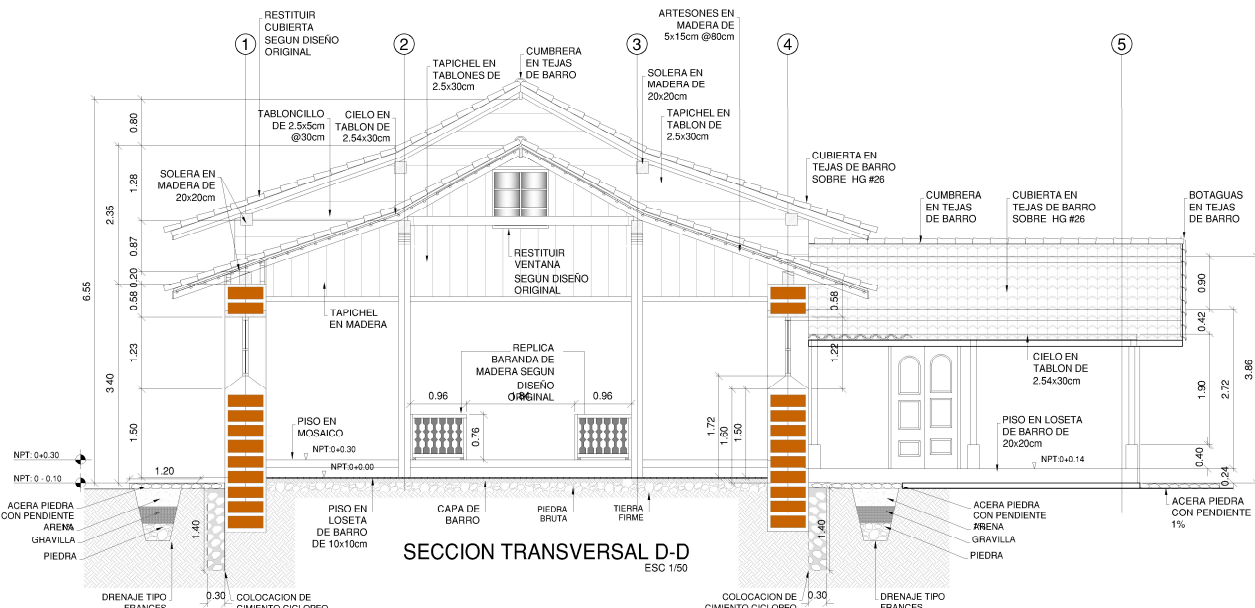 RESTITUIR
CUBIERTA
SEGUN DISEÑO
ORIGINAL
1
2
3
4
5
CUMBRERA
EN TEJAS
DE BARRO
ARTESONES EN
MADERA DE
5x15cm @80cm
TAPICHEL EN
TABLONES DE
2.5x30cm
SOLERA EN
MADERA DE
20x20cm
TABLONCILLO
DE 2.5x5cm
@30cm
CIELO EN
TABLON DE
2.54x30cm
TAPICHEL EN
TABLON DE
2.5x30cm
SOLERA EN
MADERA DE
20x20cm
CUBIERTA EN
TEJAS DE BARRO
SOBRE HG #26
CUMBRERA
EN TEJAS
DE BARRO
CUBIERTA EN
TEJAS DE BARRO
SOBRE HG #26
BOTAGUAS
EN TEJAS
DE BARRO
0.80
1.28
2.35
0.87
0.20
0.58
6.55
1.23
3.40
1.50
RESTITUIR
VENTANA
SEGUN DISEÑO
ORIGINAL
TAPICHEL
EN MADERA
REPLICA
BARANDA DE
MADERA SEGUN
DISEÑO
ORIGINAL
0.96
1.84
0.96
0.76
0.58
1.22
1.72
1.60
1.50
0.90
0.42
1.90
2.72
3.86
0.40
0.24
CIELO EN
TABLON DE
2.54x30cm
PISO EN
MOSAICO
NPT:0+0.30
NPT:0+0.00
PISO EN LOSETA
DE BARRO DE
20x20cm
NPT:0+0.14
NPT: 0+0.30
NPT: 0 - 0.10
1.20
ACERA PIEDRA
CON PENDIENTE
ARENA
GRAVILLA
PIEDRA
1.40
PISO EN
LOSETA
DE BARRO
DE 10x10cm
CAPA DE
BARRO
PIEDRA
BRUTA
TIERRA
FIRME
1.40
ACERA PIEDRA
CON PENDIENTE
ARENA
GRAVILLA
PIEDRA
ACERA PIEDRA
CON PENDIENTE
1%
SECCION TRANSVERSAL D-D
ESC 1/50
DRENAJE TIPO
FRANCES
0.30
COLOCACION DE
CIMIENTO CICLOPEO
COLOCACION DE
CIMIENTO CICLOPEO
0.30
DRENAJE TIPO
FRANCES